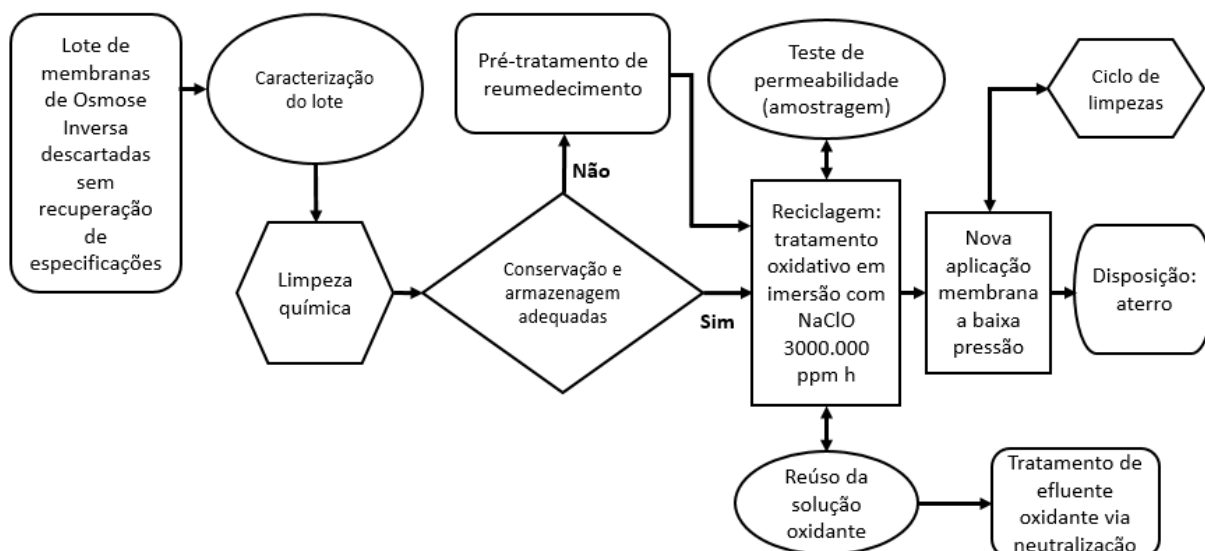 Lote de
membranas
de Osmose
Inversa
descartadas
sem
recuperação
de
especificações
Caracterização
do lote
Limpeza
química
Pré-tratamento de
reumedecimento
Não
Conservação e
armazenagem
adequadas
Sim
Teste de
permeabilidade
(amostragem)
Reciclagem:
tratamento
oxidativo em
imersão com
NaClO
3000.000
ppm h
Reúso da
solução
oxidante
Tratamento de
efluente
oxidante via
neutralização
Nova
aplicação
membrana
a baixa
pressão
Ciclo de
limpezas
Disposição:
aterro